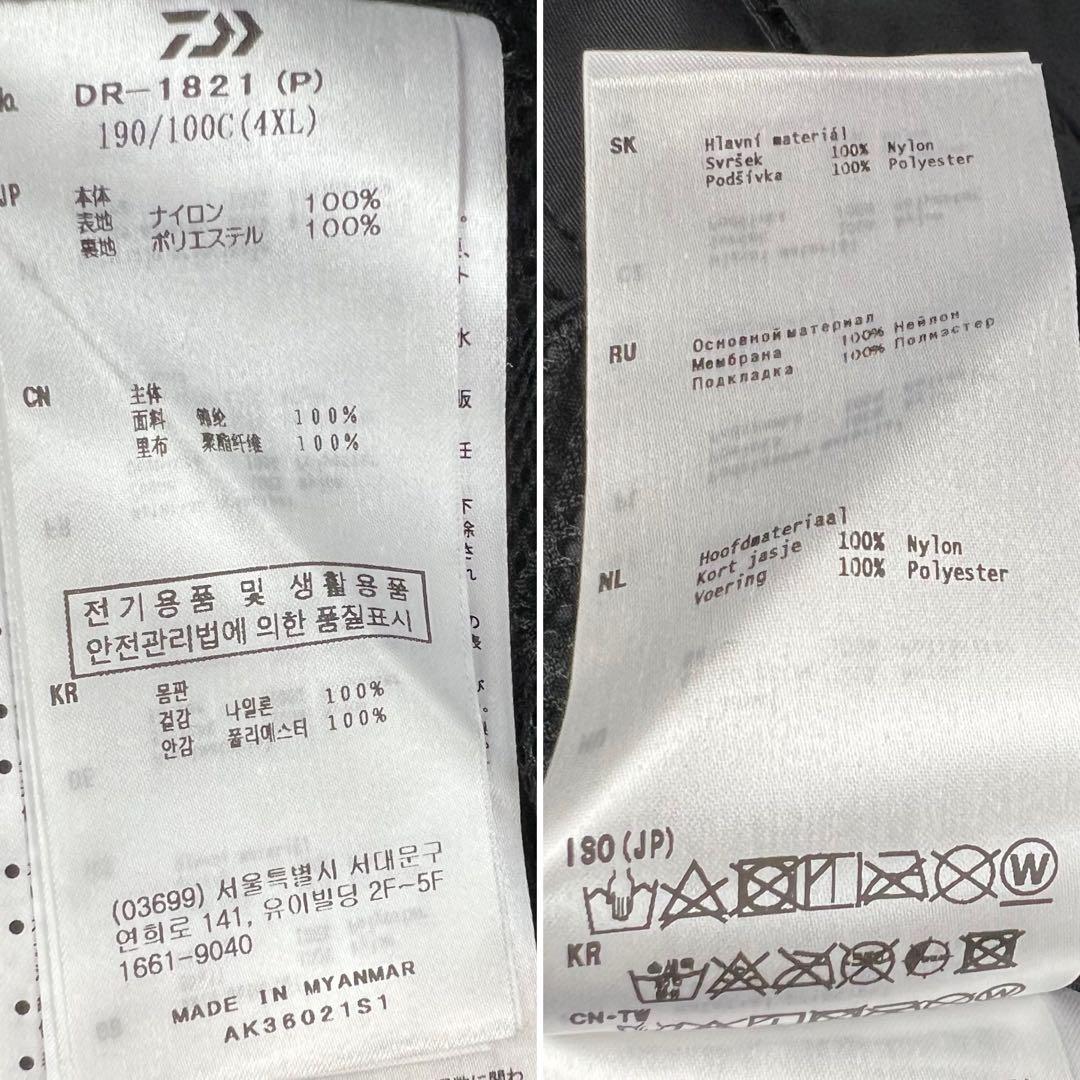 DR-1821 (P)
190/100C(4XL)
JP
本体
表地 ナイロン 100%
裏地 ポリエステル 100%
CN
主体
面料 锦纶 100%
里布 聚酯纤维 100%
전기용품 및 생활용품
안전관리법에 의한 품질표시
KR
몸판
겉감 나일론 100%
안감 폴리에스터 100%
(03699) 서울특별시 서대문구
연희로 141, 유이빌딩 2F~5F
1661-9040
MADE IN MYANMAR
AK36021S1
SK
Hlavní materiál
Svršek 100% Nylon
Podšívka 100% Polyester
RU
Основной материал
Мембрана 100% Нейлон
Подкладка 100% Полиэстер
NL
Hoofdmateriaal
Kort jasje 100% Nylon
Voering 100% Polyester
ISO(JP)
W
KR
CN-TW